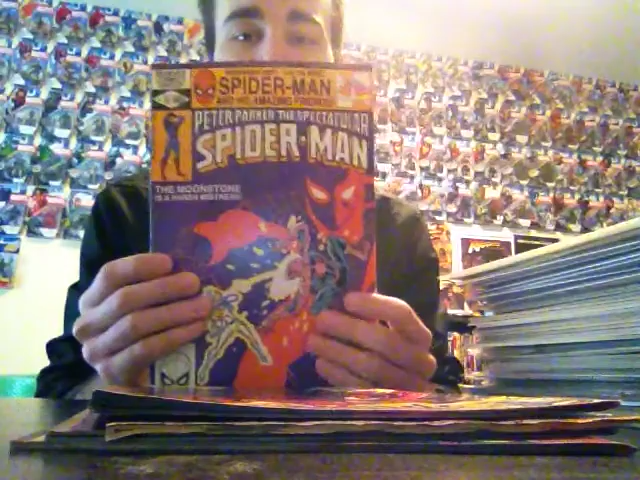 SPIDER-MAN
AND HIS AMAZING FRIENDS
PETER PARKER THE SPECTACULAR
SPIDER-MAN
THE MOONSTONE
IS A HARSH MISTRESS!